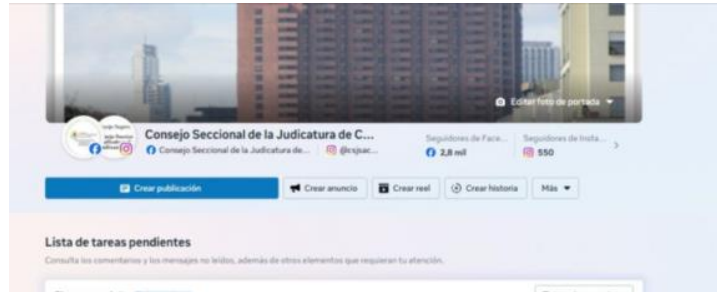 Editar foto de portada
Consejo Seccional de la Judicatura de C...
Consejo Seccional de la Judicatura de... @csjsac...
Seguidores de Face... Seguidores de Insta...
2,8 mil 550
Crear publicación Crear anuncio Crear reel Crear historia Más
Lista de tareas pendientes
Consulta los comentarios y los mensajes no leídos, además de otros elementos que requieran tu atención.